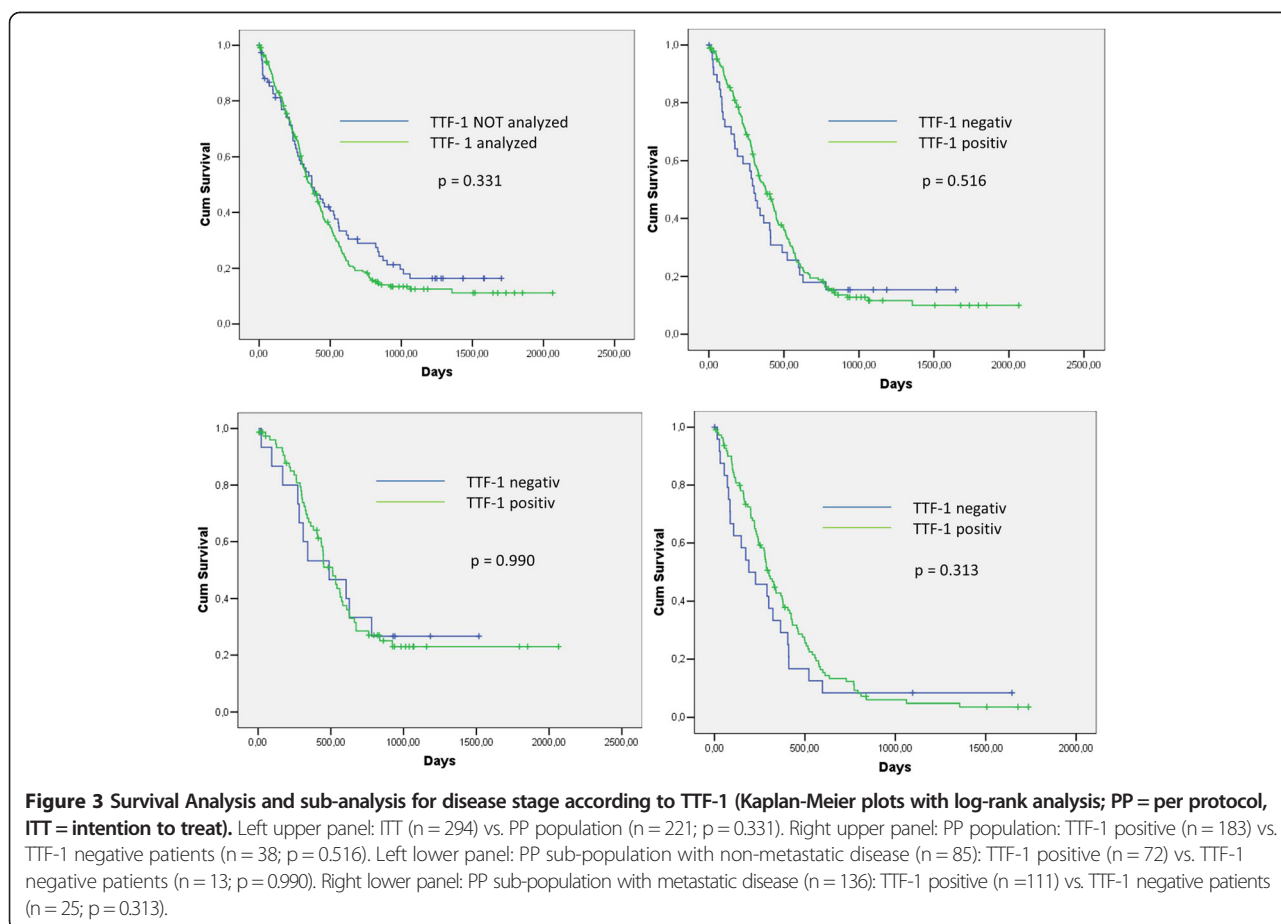 1,0
0,8
0,6
0,4
0,2
0,0
Cum Survival
TTF-1 NOT analyzed
TTF- 1 analyzed
p = 0.331
,00 500,00 1000,00 1500,00 2000,00 2500,00
Days
1,0
0,8
0,6
0,4
0,2
0,0
Cum Survival
TTF-1 negativ
TTF-1 positiv
p = 0.516
0,00 500,00 1000,00 1500,00 2000,00 2500,00
Days
1,0
0,8
0,6
0,4
0,2
0,0
Cum Survival
TTF-1 negativ
TTF-1 positiv
p = 0.990
,00 500,00 1000,00 1500,00 2000,00 2500,00
Days
1,0
0,8
0,6
0,4
0,2
0,0
Cum Survival
TTF-1 negativ
TTF-1 positiv
p = 0.313
,00 500,00 1000,00 1500,00 2000,00
Days
Figure 3 Survival Analysis and sub-analysis for disease stage according to TTF-1 (Kaplan-Meier plots with log-rank analysis; PP = per protocol,
ITT = intention to treat). Left upper panel: ITT (n = 294) vs. PP population (n = 221; p = 0.331). Right upper panel: PP population: TTF-1 positive (n = 183) vs.
TTF-1 negative patients (n = 38; p = 0.516). Left lower panel: PP sub-population with non-metastatic disease (n = 85): TTF-1 positive (n = 72) vs. TTF-1
negative patients (n = 13; p = 0.990). Right lower panel: PP sub-population with metastatic disease (n = 136): TTF-1 positive (n =111) vs. TTF-1 negative patients
(n = 25; p = 0.313).